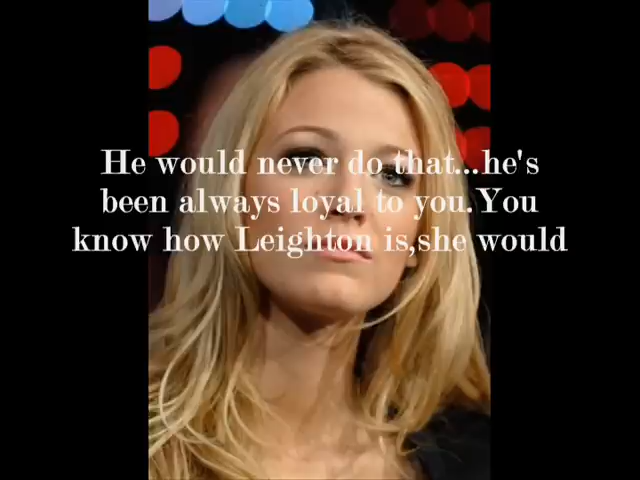 He would never do that...he's
been always loyal to you.You
know how Leighton is,she would